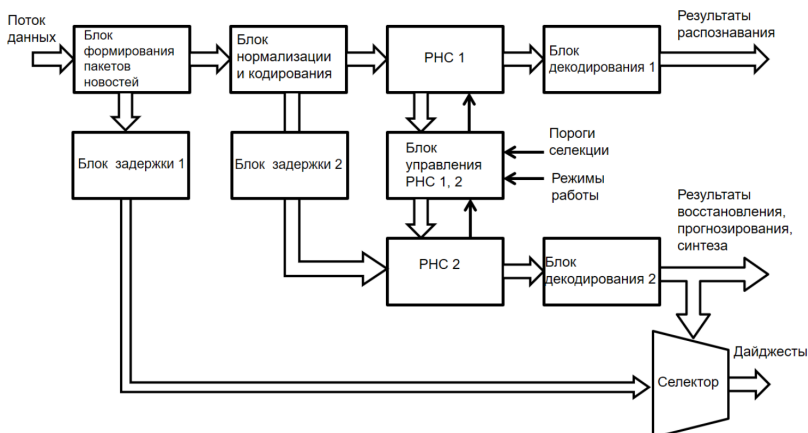 Поток
данных
Блок
формирования
пакетов
новостей
Блок
нормализации
и кодирования
РНС 1
Блок
декодирования 1
Результаты
распознавания
Блок задержки 1
Блок задержки 2
Блок
управления
РНС 1, 2
Пороги
селекции
Режимы
работы
РНС 2
Блок
декодирования 2
Результаты
восстановления,
прогнозирования,
синтеза
Селектор
Дайджесты